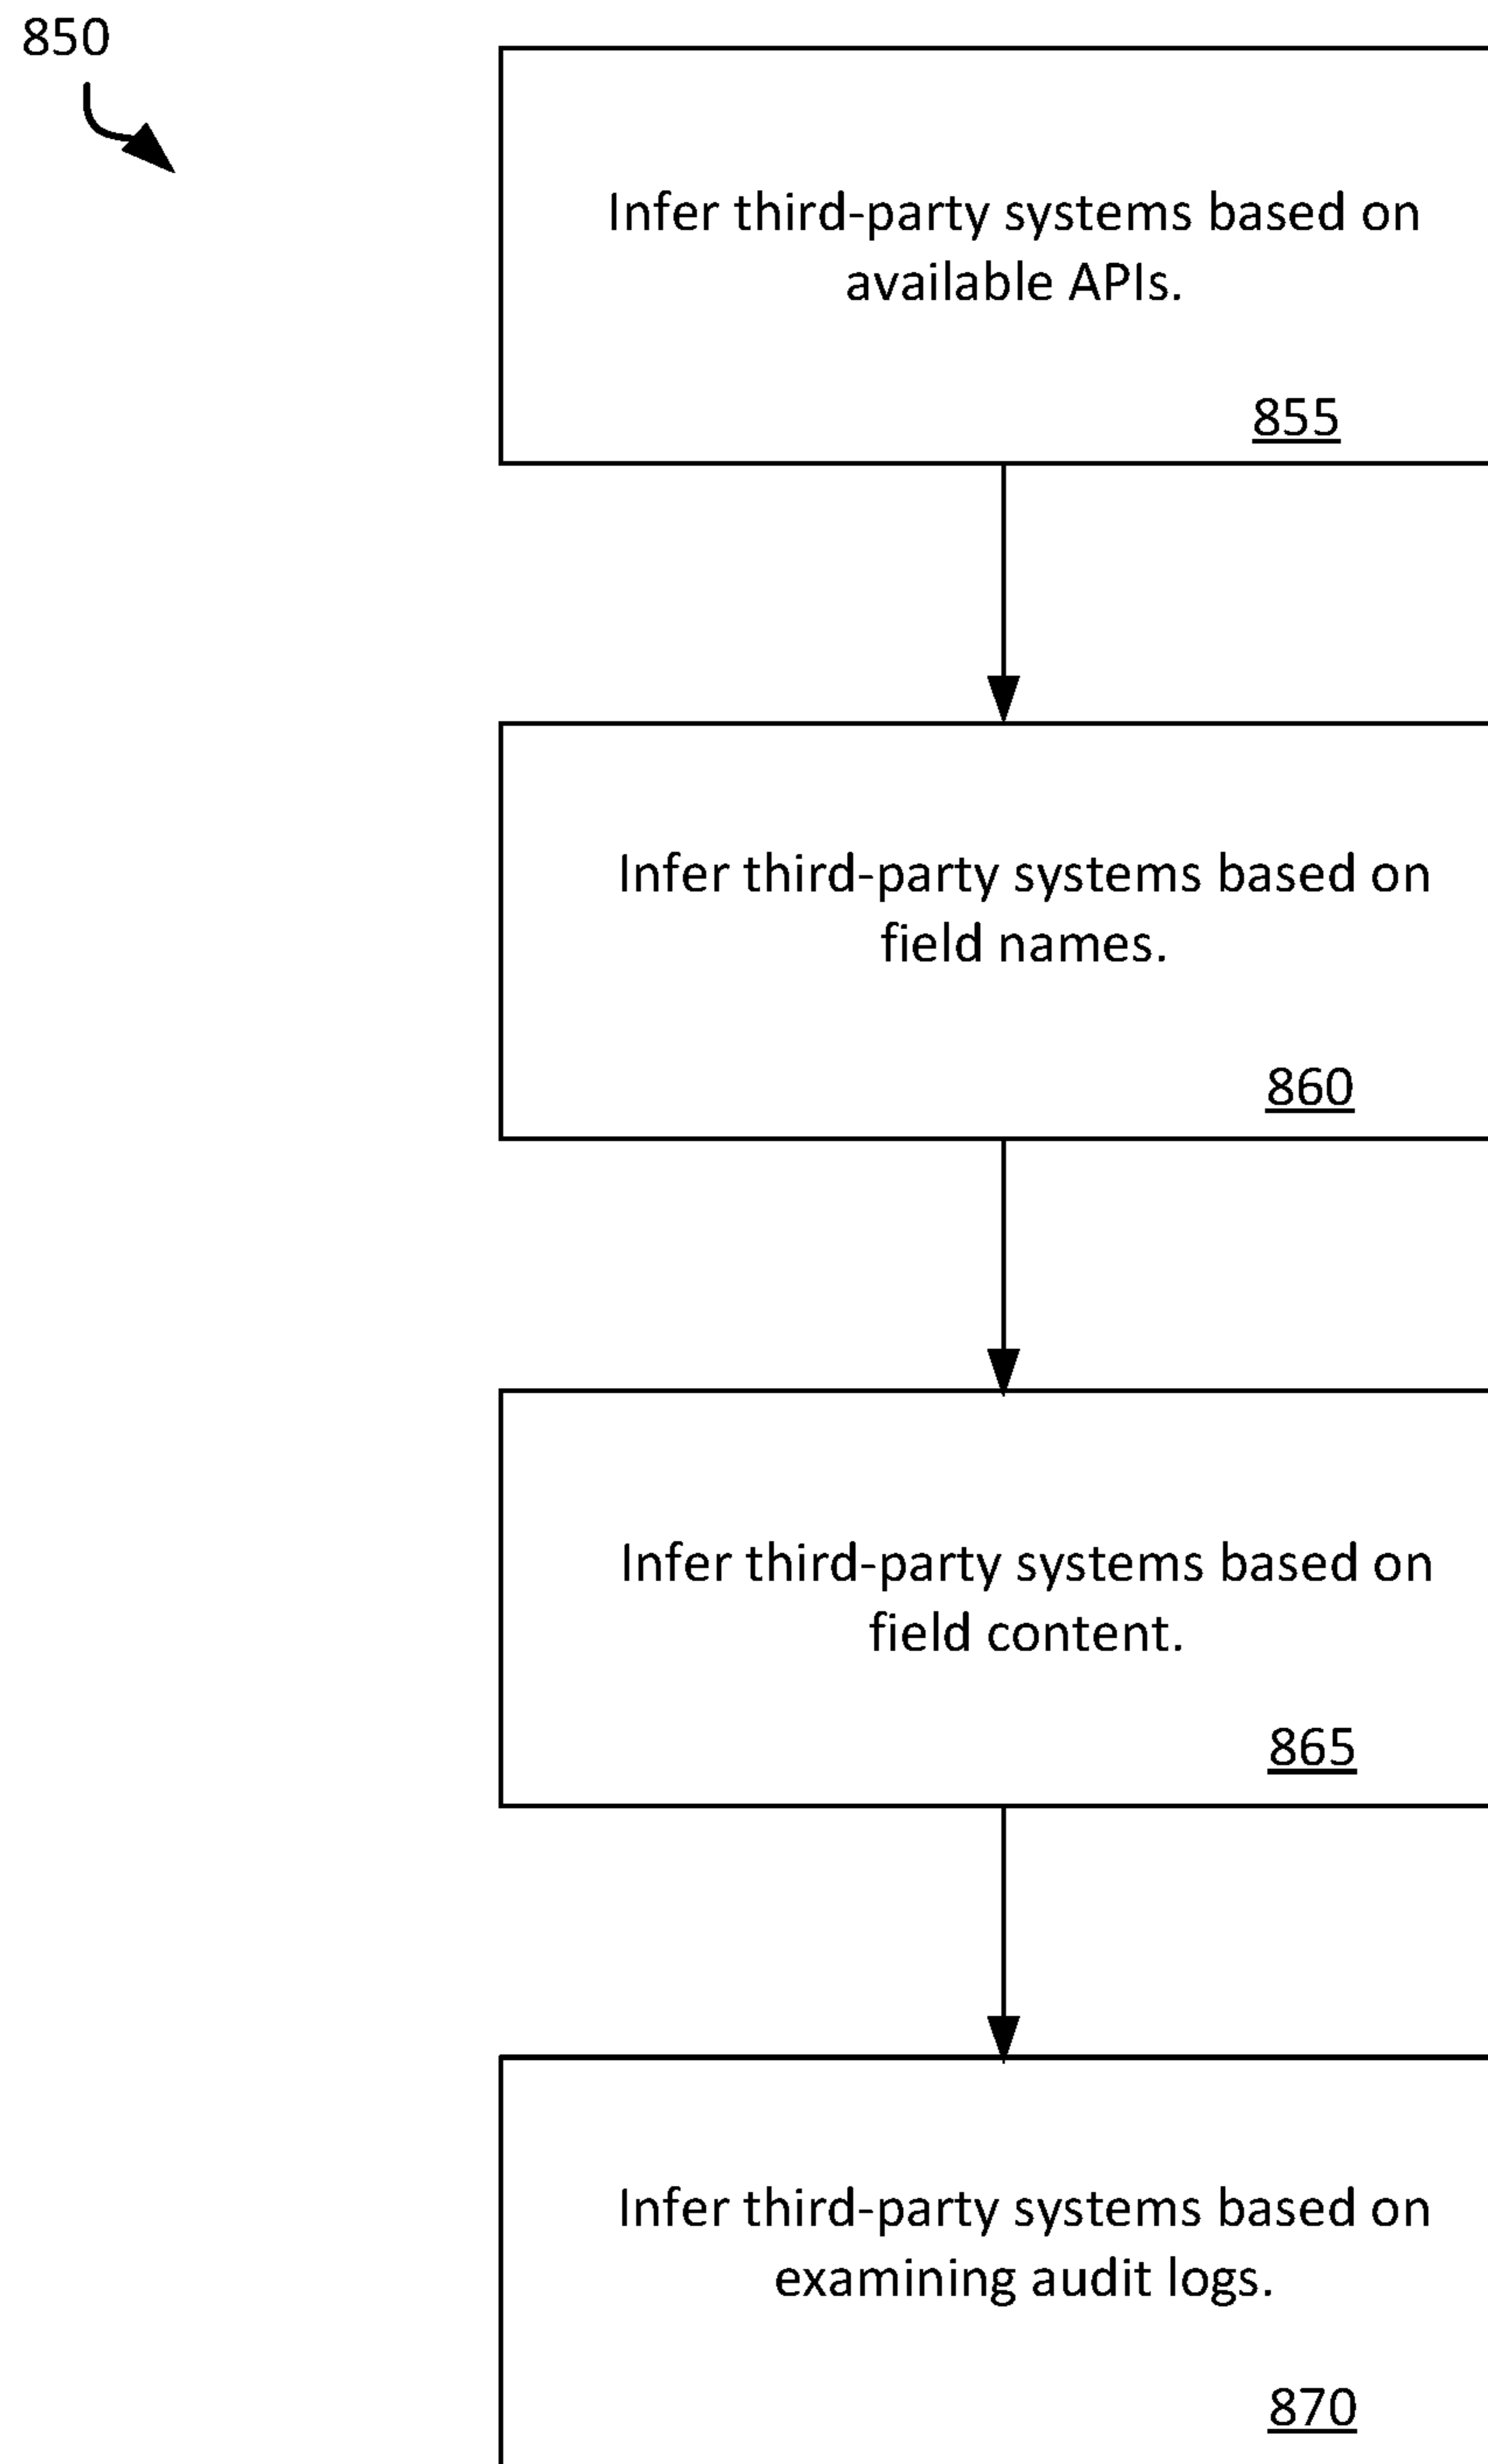 850
Infer third-party systems based on
available APIs.
855
Infer third-party systems based on
field names.
860
Infer third-party systems based on
field content.
865
Infer third-party systems based on
examining audit logs.
870